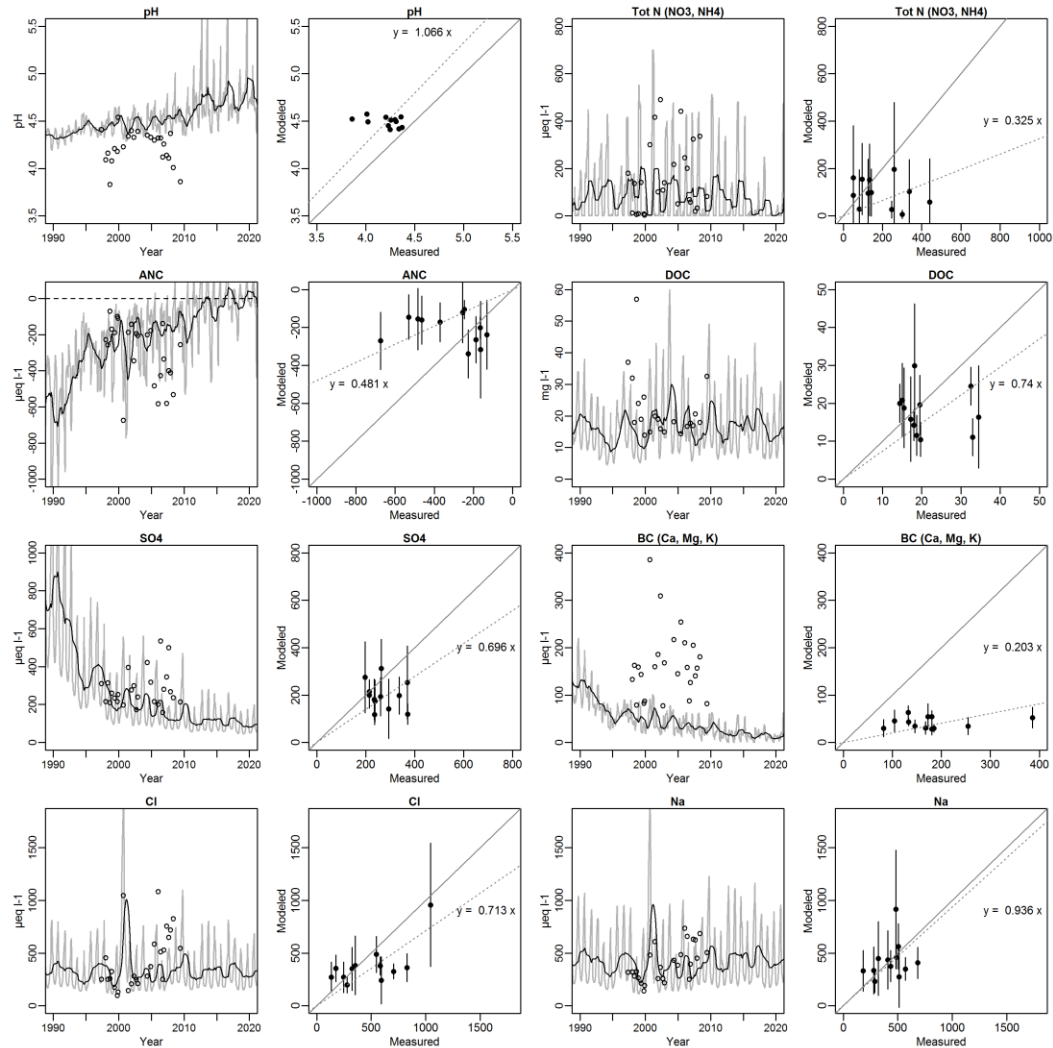 pH
5.5
5.0
4.5
4.0
3.5
pH
1990 2000 2010 2020
pH
5.5
5.0
4.5
4.0
3.5
Modeled
y = 1.066 x
3.5 4.0 4.5 5.0 5.5
Measured
Tot N (NO3, NH4)
800
600
400
200
0
µeq l-1
1990 2000 2010 2020
Tot N (NO3, NH4)
800
600
400
200
0
Modeled
y = 0.325 x
0 200 400 600 800 1000
Measured
ANC
0
-200
-600
-1000
µeq l-1
1990 2000 2010 2020
Year
ANC
0
-200
-400
-600
-800
-1000
Modeled
y = 0.481 x
-1000 -800 -600 -400 -200 0
Measured
DOC
60
50
40
30
20
10
0
mg l-1
1990 2000 2010 2020
Year
DOC
50
40
30
20
10
0
Modeled
y = 0.74 x
0 10 20 30 40 50
Measured
SO4
1000
800
600
400
200
0
µeq l-1
1990 2000 2010 2020
Year
SO4
800
600
400
200
0
Modeled
y = 0.696 x
0 200 400 600 800
Measured
BC (Ca, Mg, K)
400
300
200
100
0
µeq l-1
1990 2000 2010 2020
Year
BC (Ca, Mg, K)
400
300
200
100
0
Modeled
y = 0.203 x
0 100 200 300 400
Measured
Cl
1500
1000
500
0
µeq l-1
1990 2000 2010 2020
Year
Cl
1500
1000
500
0
Modeled
y = 0.713 x
0 500 1000 1500
Measured
Na
1500
1000
500
0
µeq l-1
1990 2000 2010 2020
Year
Na
1500
1000
500
0
Modeled
y = 0.936 x
0 500 1000 1500
Measured